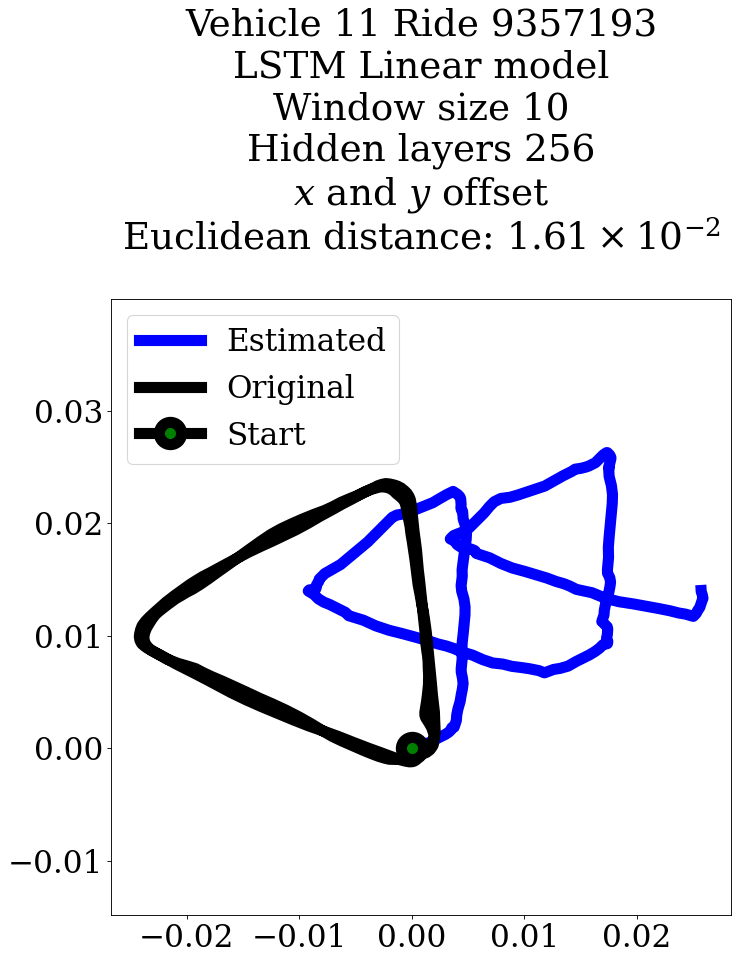 Vehicle 11 Ride 9357193
LSTM Linear model
Window size 10
Hidden layers 256
x and y offset
Euclidean distance: 1.61 × 10⁻²
Estimated
Original
Start
0.03
0.02
0.01
0.00
−0.01
−0.02 −0.01 0.00 0.01 0.02